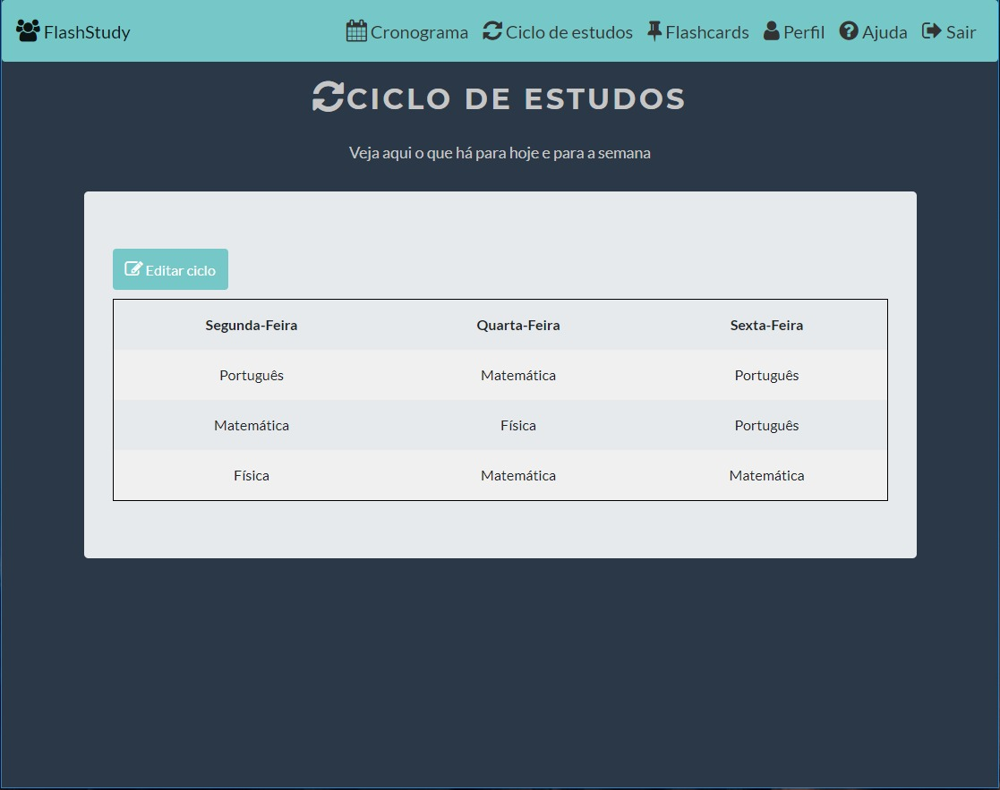 FlashStudy Cronograma Ciclo de estudos Flashcards Perfil Ajuda Sair
CICLO DE ESTUDOS
Veja aqui o que há para hoje e para a semana
Editar ciclo
Segunda-Feira Quarta-Feira Sexta-Feira
Português Matemática Português
Matemática Física Português
Física Matemática Matemática